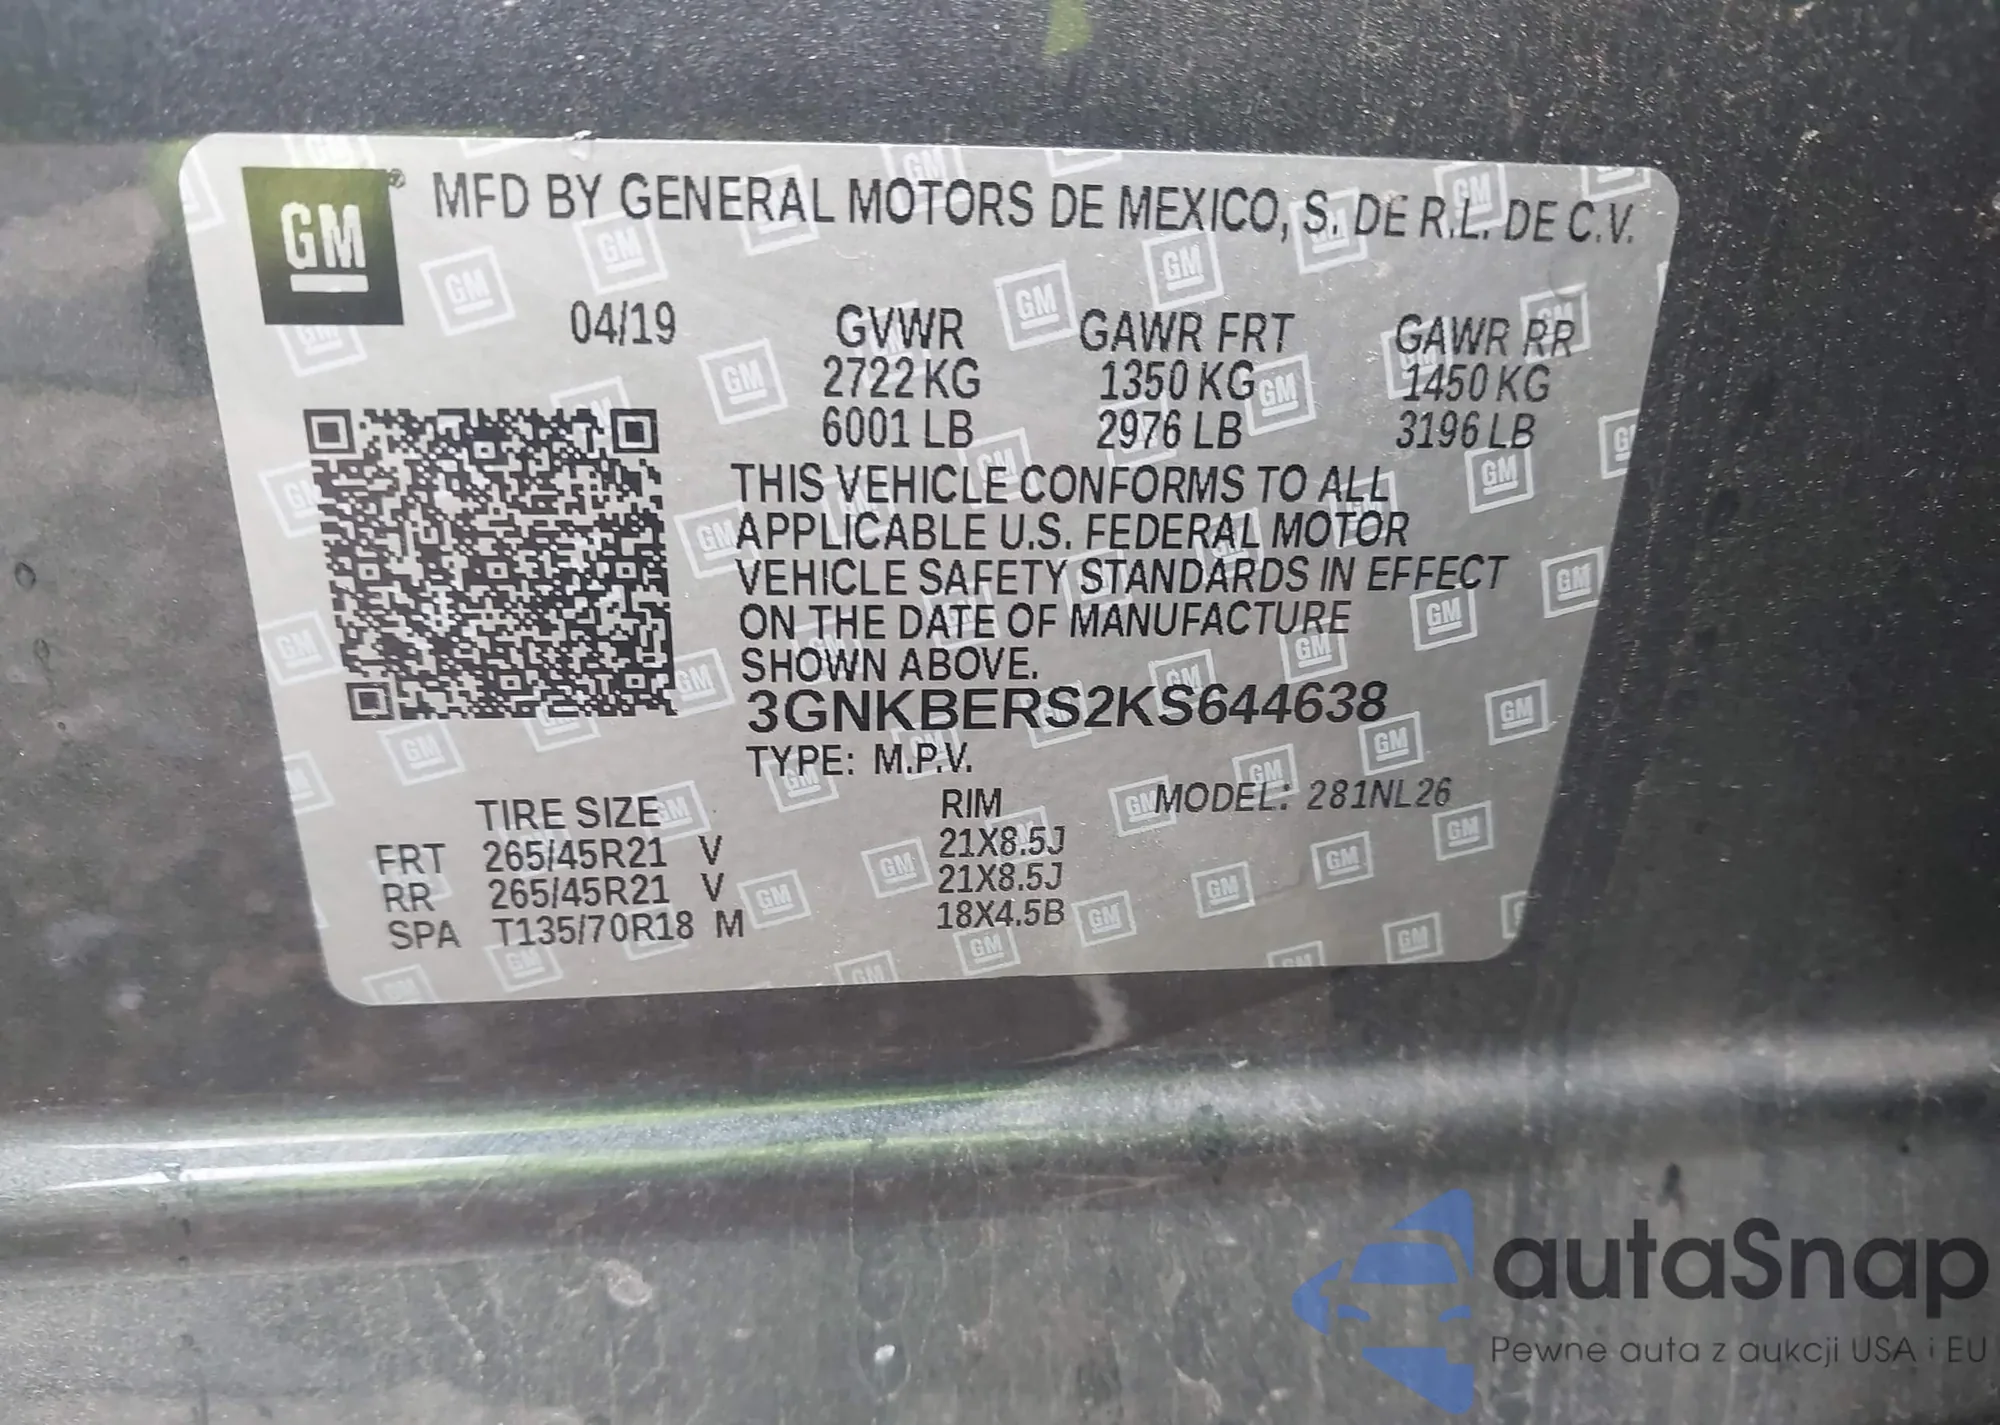 GM® MFD BY GENERAL MOTORS DE MEXICO, S. DE R.L. DE C.V.
04/19 GVWR GAWR FRT GAWR RR
2722 KG 1350 KG 1450 KG
6001 LB 2976 LB 3196 LB
THIS VEHICLE CONFORMS TO ALL
APPLICABLE U.S. FEDERAL MOTOR
VEHICLE SAFETY STANDARDS IN EFFECT
ON THE DATE OF MANUFACTURE
SHOWN ABOVE.
3GNKBERS2KS644638
TYPE: M.P.V.
TIRE SIZE RIM MODEL: 281NL26
FRT 265/45R21 V 21X8.5J
RR 265/45R21 V 21X8.5J
SPA T135/70R18 M 18X4.5B
autaSnap
Pewne auta z aukcji USA i EU